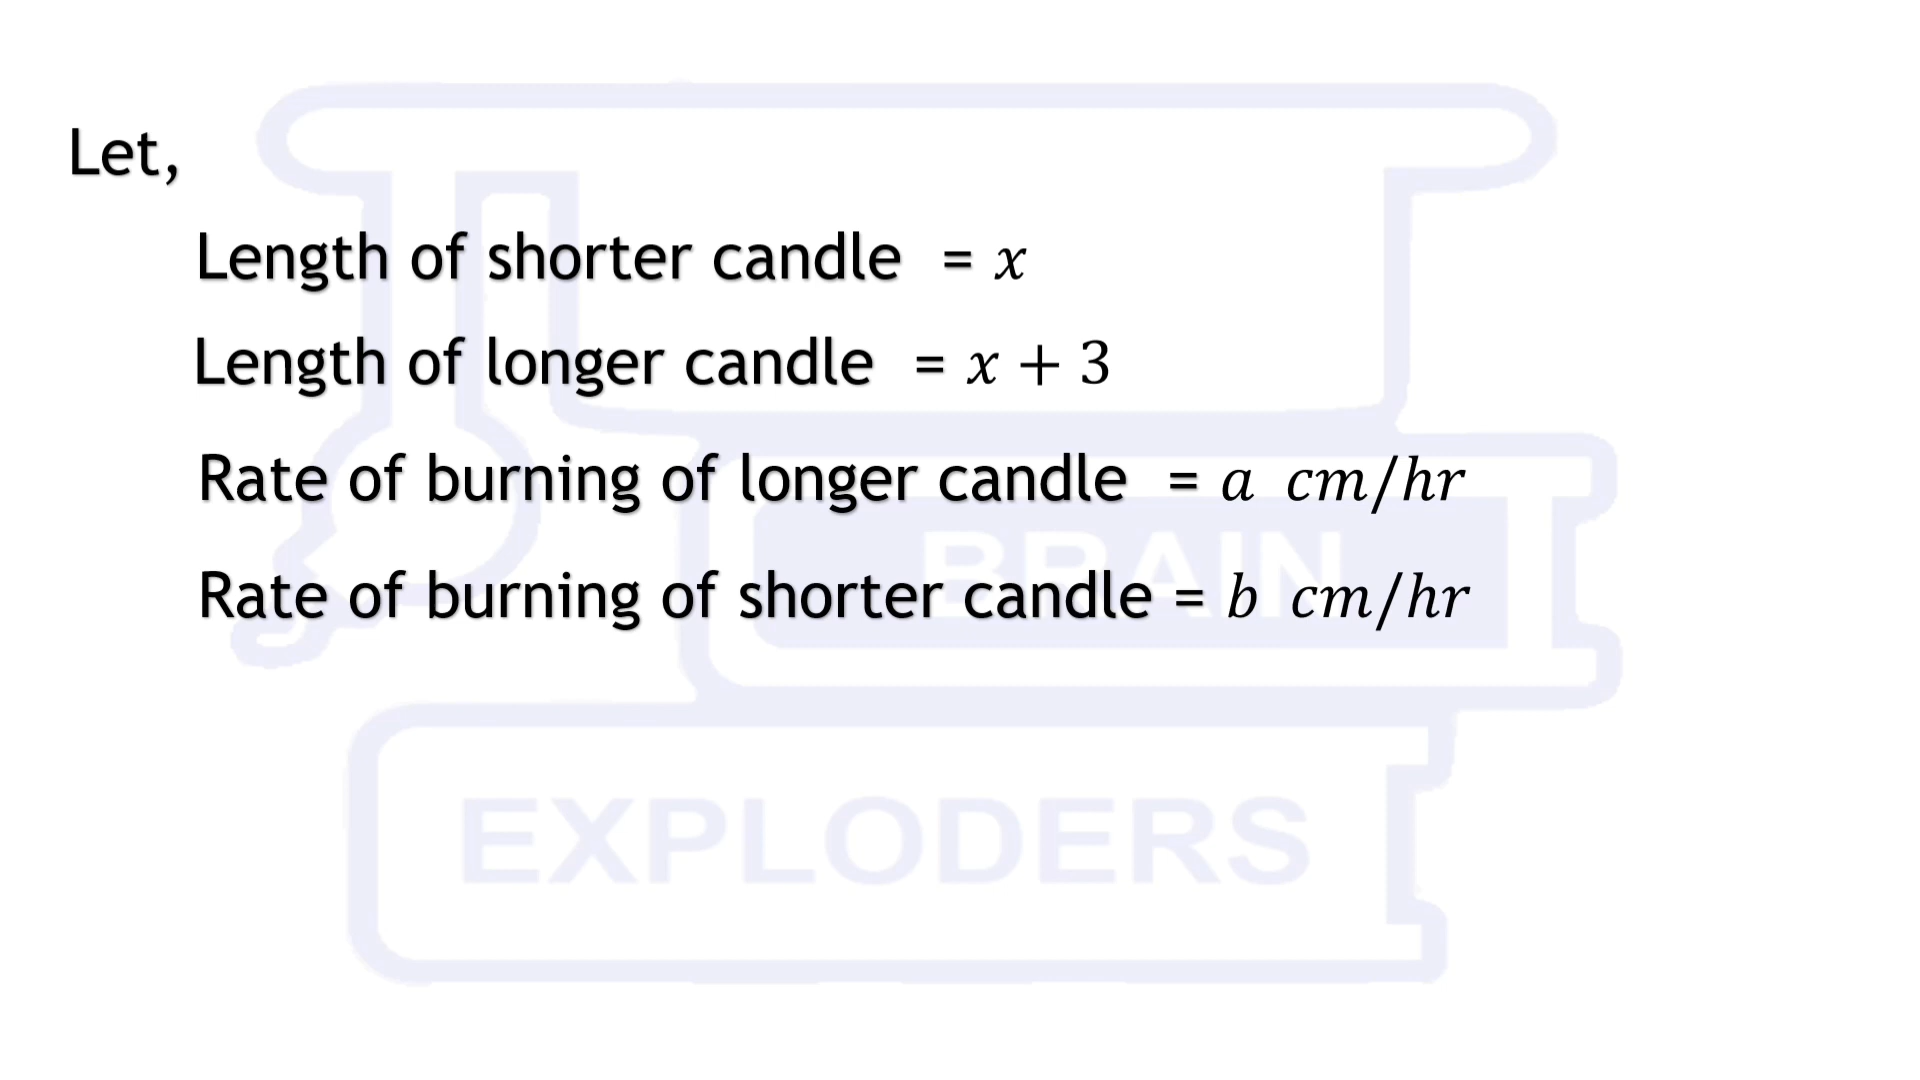 Let,
Length of shorter candle = x
Length of longer candle = x + 3
Rate of burning of longer candle = a cm/hr
BRAIN
Rate of burning of shorter candle = b cm/hr
EXPLODERS